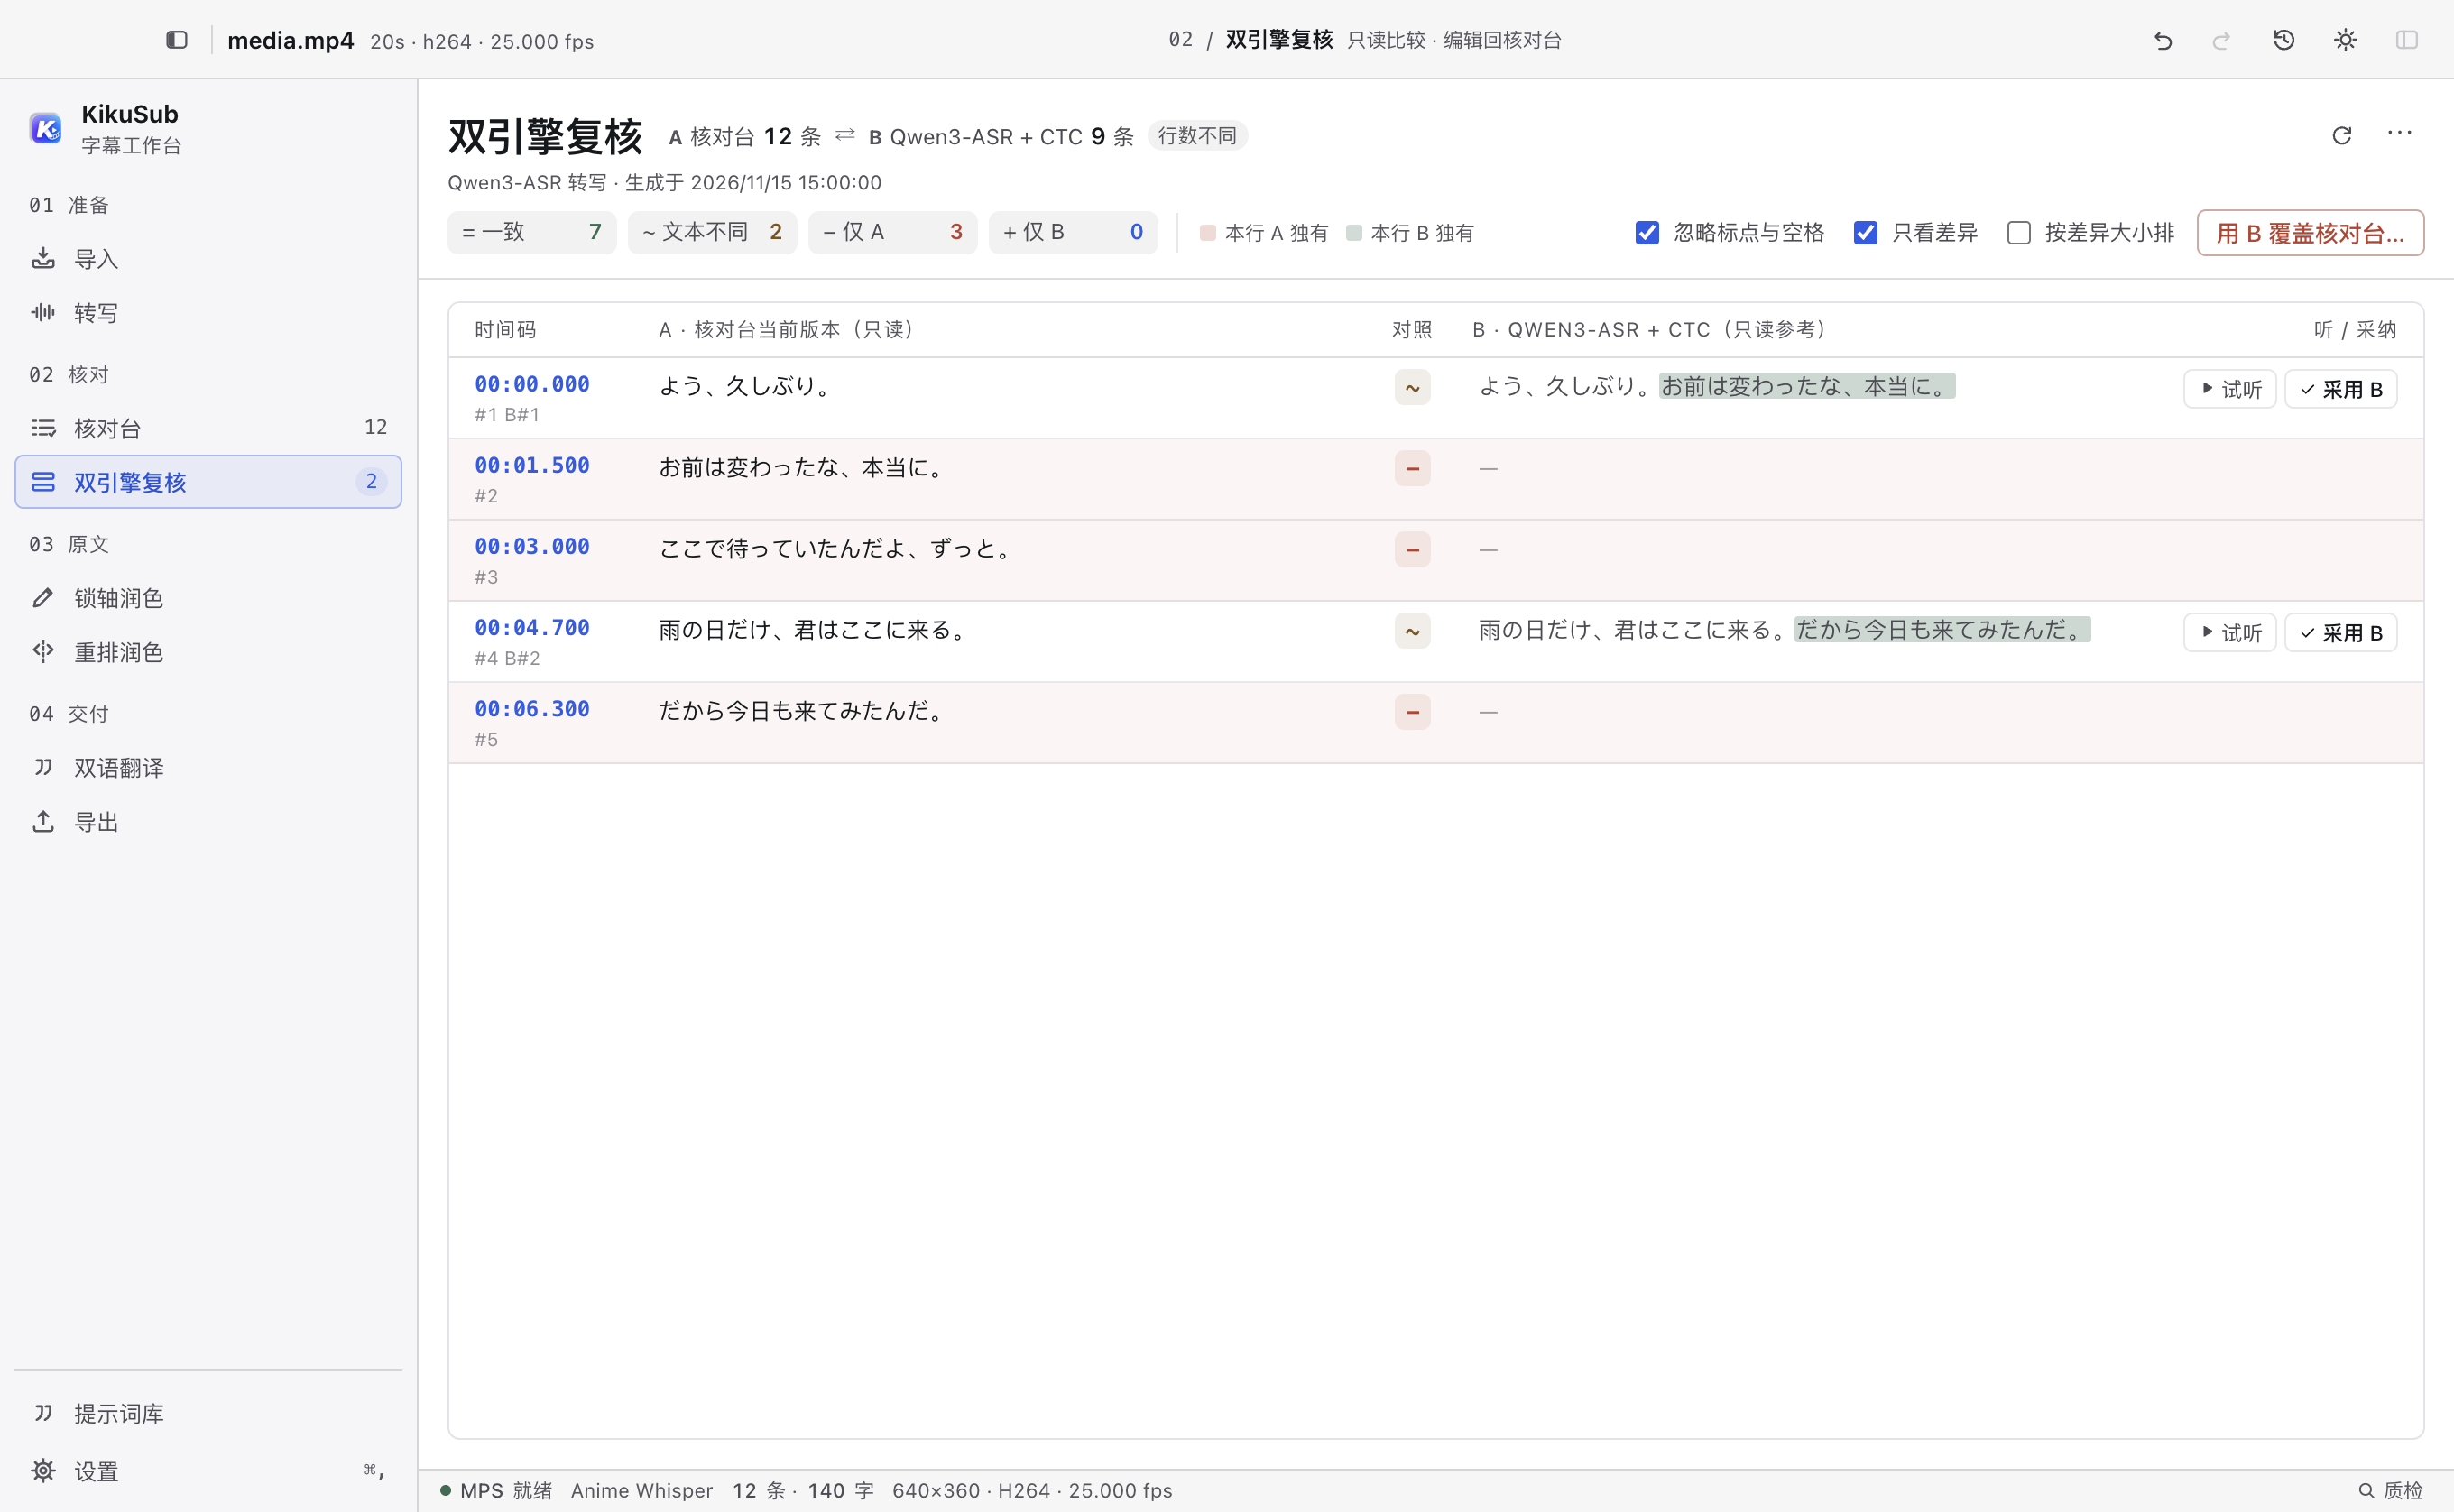 media.mp4 20s · h264 · 25.000 fps
02 / 双引擎复核 只读比较 · 编辑回核对台
KikuSub
字幕工作台
01 准备
导入
转写
02 核对
核对台 12
双引擎复核 2
03 原文
锁轴润色
重排润色
04 交付
双语翻译
导出
提示词库
设置 ⌘,
双引擎复核 A 核对台 12 条 ⇄ B Qwen3-ASR + CTC 9 条 行数不同
···
Qwen3-ASR 转写 · 生成于 2026/11/15 15:00:00
= 一致 7 ~ 文本不同 2 − 仅 A 3 + 仅 B 0 本行 A 独有 本行 B 独有 忽略标点与空格 只看差异 按差异大小排 用 B 覆盖核对台...
时间码 A · 核对台当前版本（只读） 对照 B · QWEN3-ASR + CTC（只读参考） 听 / 采纳
00:00.000 よう、久しぶり。 ~ よう、久しぶり。お前は変わったな、本当に。 试听 采用 B
#1 B#1
00:01.500 お前は変わったな、本当に。 − —
#2
00:03.000 ここで待っていたんだよ、ずっと。 − —
#3
00:04.700 雨の日だけ、君はここに来る。 ~ 雨の日だけ、君はここに来る。だから今日も来てみたんだ。 试听 采用 B
#4 B#2
00:06.300 だから今日も来てみたんだ。 − —
#5
MPS 就绪 Anime Whisper 12 条 · 140 字 640×360 · H264 · 25.000 fps 质检